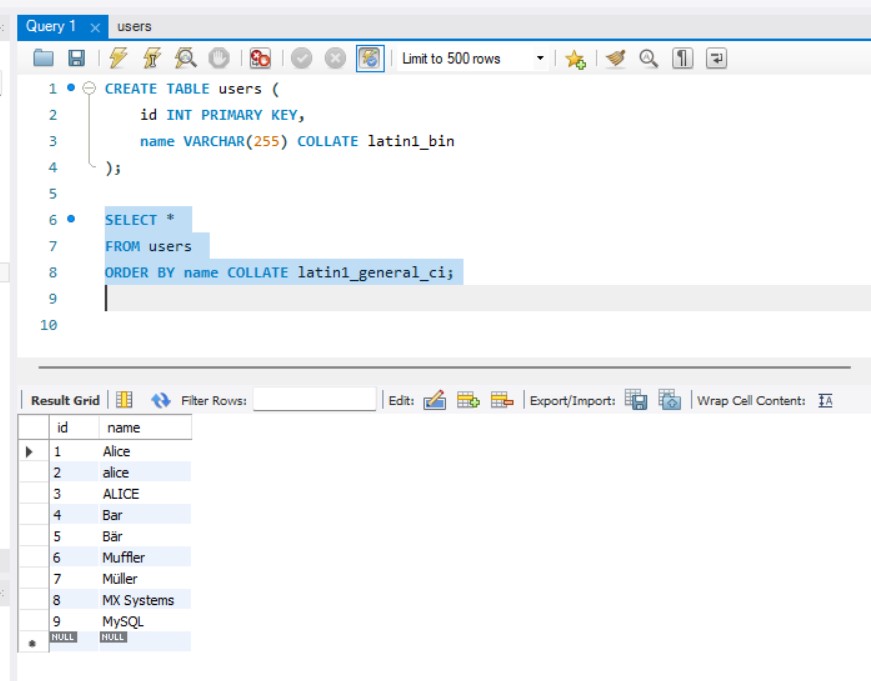 Query 1 × users
Limit to 500 rows
1 CREATE TABLE users (
2 id INT PRIMARY KEY,
3 name VARCHAR(255) COLLATE latin1_bin
4 );
5
6 SELECT *
7 FROM users
8 ORDER BY name COLLATE latin1_general_ci;
9
10
Result Grid Filter Rows: Edit: Export/Import: Wrap Cell Content: IA
id name
1 Alice
2 alice
3 ALICE
4 Bar
5 Bär
6 Muffler
7 Müller
8 MX Systems
9 MySQL
NULL NULL